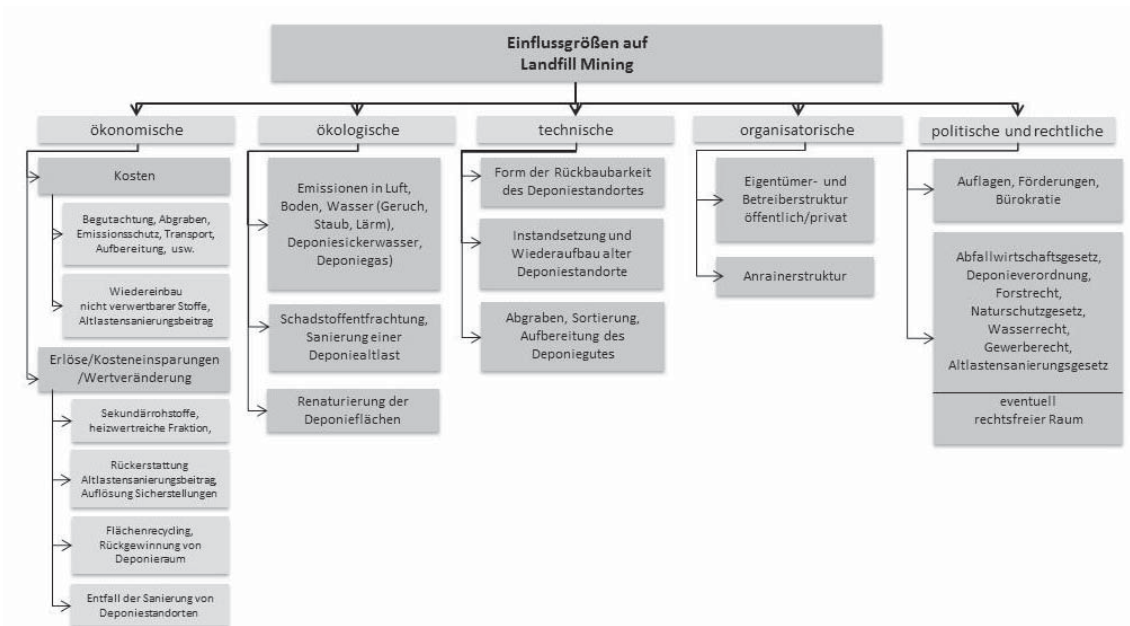 Einflussgrößen auf
Landfill Mining
ökonomische
Kosten
Begutachtung, Abgraben,
Emissionsschutz, Transport,
Aufbereitung, usw.
Wiedereinbau
nicht verwertbarer Stoffe,
Altlastensanierungsbeitrag
Erlöse/Kosteneinsparungen
/Wertveränderung
Sekundärrohstoffe,
heizwertreiche Fraktion,
Rückerstattung
Altlastensanierungsbeitrag,
Auflösung Sicherstellungen
Flächenrecycling,
Rückgewinnung von
Deponieraum
Entfall der Sanierung von
Deponiestandorten
ökologische
Emissionen in Luft,
Boden, Wasser (Geruch,
Staub, Lärm),
Deponiesickerwasser,
Deponiegas)
Schadstoffentfrachtung,
Sanierung einer
Deponiealtlast
Renaturierung der
Deponieflächen
technische
Form der Rückbaubarkeit
des Deponiestandortes
Instandsetzung und
Wiederaufbau alter
Deponiestandorte
Abgraben, Sortierung,
Aufbereitung des
Deponiegutes
organisatorische
Eigentümer- und
Betreiberstruktur
öffentlich/privat
Anrainerstruktur
politische und rechtliche
Auflagen, Förderungen,
Bürokratie
Abfallwirtschaftsgesetz,
Deponieverordnung,
Forstrecht,
Naturschutzgesetz,
Wasserrecht,
Gewerberecht,
Altlastensanierungsgesetz
eventuell
rechtsfreier Raum